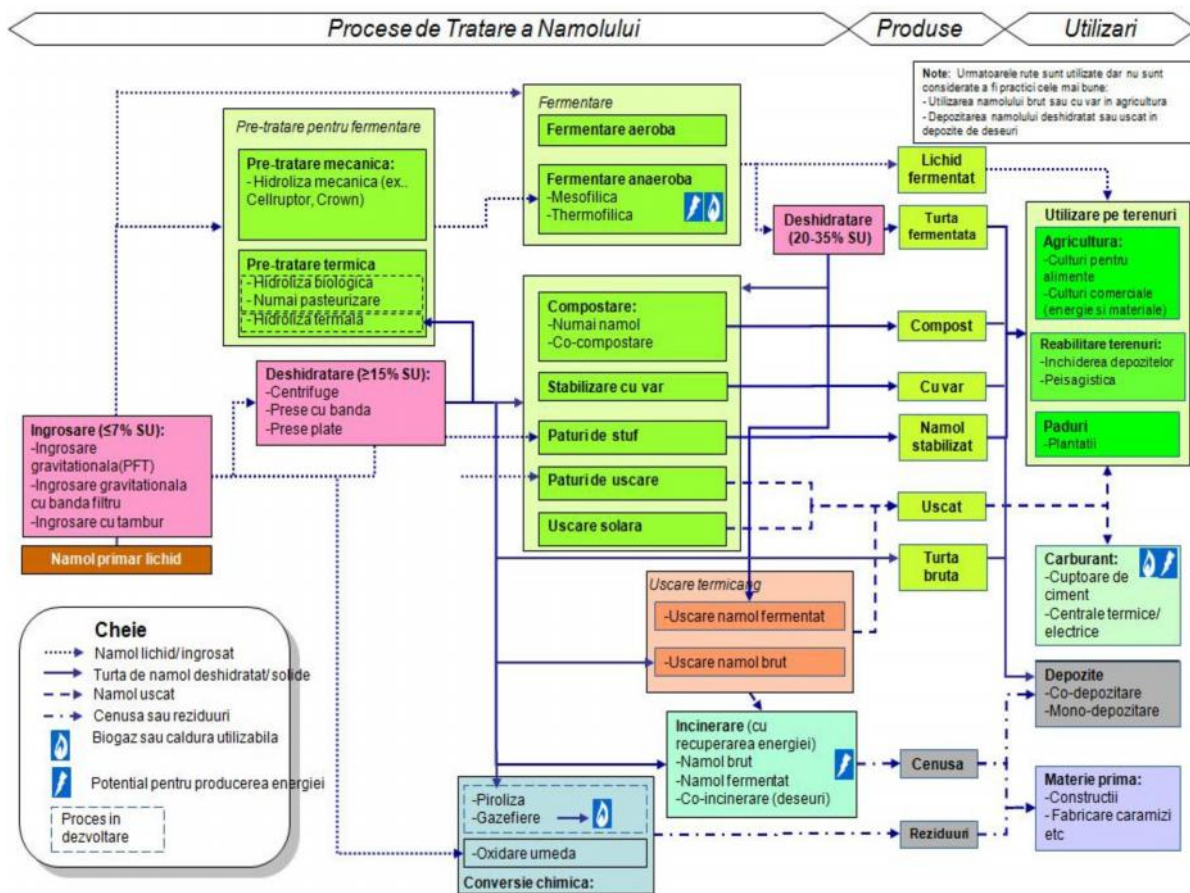 Procese de Tratare a Namolului
Produse
Utilizari
Note: Urmatoarele rute sunt utilizate dar nu sunt
considerate a fi practici cele mai bune:
- Utilizarea namolului brut sau cu var in agricultura
- Depozitarea namolului deshidratat sau uscat in
depozite de deseuri
Pre-tratare pentru fermentare
Pre-tratare mecanica:
- Hidroliza mecanica (ex..
Cellruptor, Crown)
Pre-tratare termica
- Hidroliza biologica
- Numai pasteurizare
- Hidroliza termala
Fermentare
Fermentare aeroba
Fermentare anaeroba
-Mesofilica
-Thermofilica
Deshidratare
(20-35% SU)
Lichid
fermentat
Turta
fermentata
Compost
Cu var
Namol
stabilizat
Uscat
Turta
bruta
Utilizare pe terenuri
Agricultura:
-Culturi pentru
alimente
-Culturi comerciale
(energie si materiale)
Reabilitare terenuri:
-Inchiderea depozitelor
-Peisagistica
Paduri
-Plantatii
Compostare:
-Numai namol
-Co-compostare
Stabilizare cu var
Paturi de stuf
Paturi de uscare
Uscare solara
Deshidratare (≥15% SU):
-Centrifuge
-Prese cu banda
-Prese plate
Ingrosare (≤7% SU):
-Ingrosare
gravitationala(PFT)
-Ingrosare gravitationala
cu banda filtru
-Ingrosare cu tambur
Namol primar lichid
Uscare termicang
-Uscare namol fermentat
-Uscare namol brut
Carburant:
-Cuptoare de
ciment
-Centrale termice/
electrice
Depozite
-Co-depozitare
-Mono-depozitare
Incinerare (cu
recuperarea energiei)
-Namol brut
-Namol fermentat
-Co-incinerare (deseuri)
Cenusa
Reziduuri
Materie prima:
-Constructii
-Fabricare caramizi
etc
-Piroliza
-Gazefiere
-Oxidare umeda
Conversie chimica:
Cheie
Namol lichid/ ingrosat
Turta de namol deshidratat/ solide
Namol uscat
Cenusa sau reziduuri
Biogaz sau caldura utilizabila
Potential pentru producerea energiei
Proces in
dezvoltare